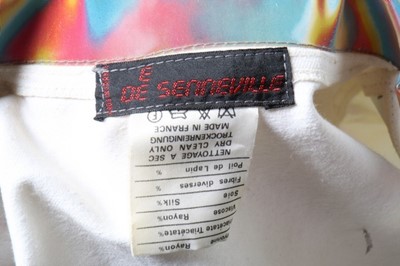 E
DE SENNEVILLE
MADE IN FRANCE
TROCKENREINIGUNG
DRY CLEAN ONLY
NETTOYAGE A SEC
Poil de Lapin %
Fibres diverses %
Soie Silk%
Viscose Rayon%
Triacétate%
Rayon%